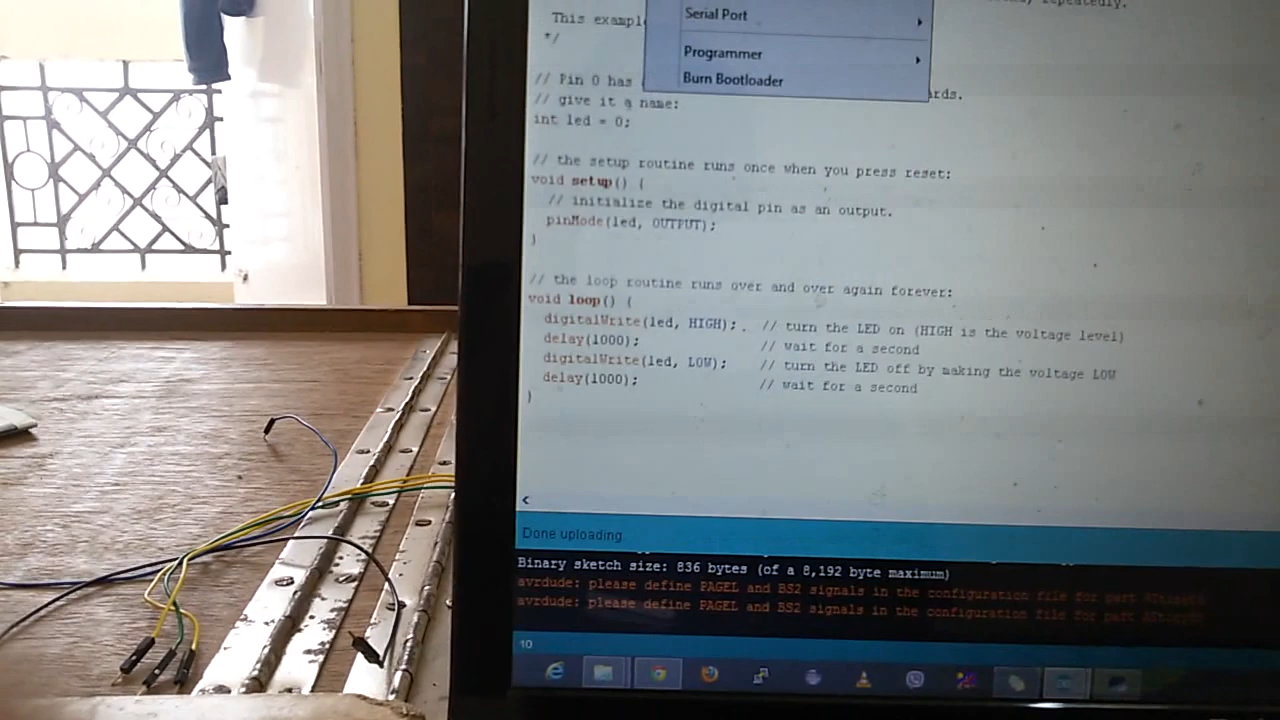 repeatedly.
Serial Port
This exampl
*/
Programmer
Burn Bootloader
// Pin 0 has
ards.
// give it a name:
int led = 0;
// the setup routine runs once when you press reset:
void setup() {
// initialize the digital pin as an output.
pinMode(led, OUTPUT);
}
// the loop routine runs over and over again forever:
void loop() {
digitalWrite(led, HIGH); // turn the LED on (HIGH is the voltage level)
delay(1000); // wait for a second
digitalWrite(led, LOW); // turn the LED off by making the voltage LOW
delay(1000); // wait for a second
}
<
Done uploading
Binary sketch size: 836 bytes (of a 8,192 byte maximum)
avrdude: please define PAGEL and BS2 signals in the configuration file for part
avrdude: please define PAGEL and BS2 signals in the configuration file for part
10